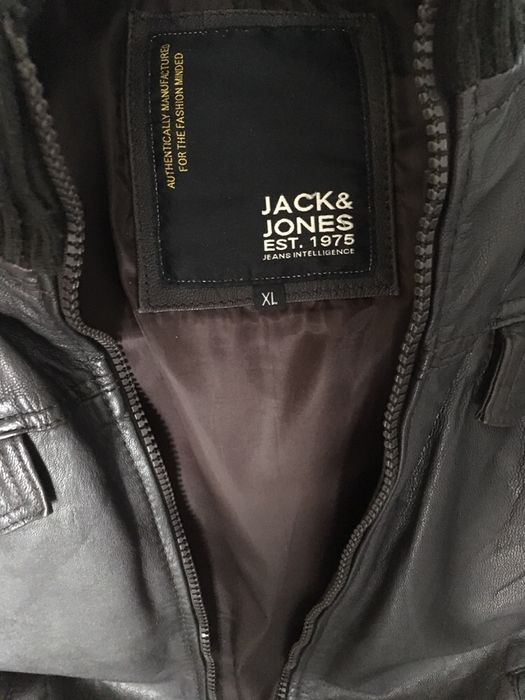 AUTHENTICALLY MANUFACTURED
FOR THE FASHION MINDED
JACK&
JONES
EST. 1975
JEANS INTELLIGENCE
XL